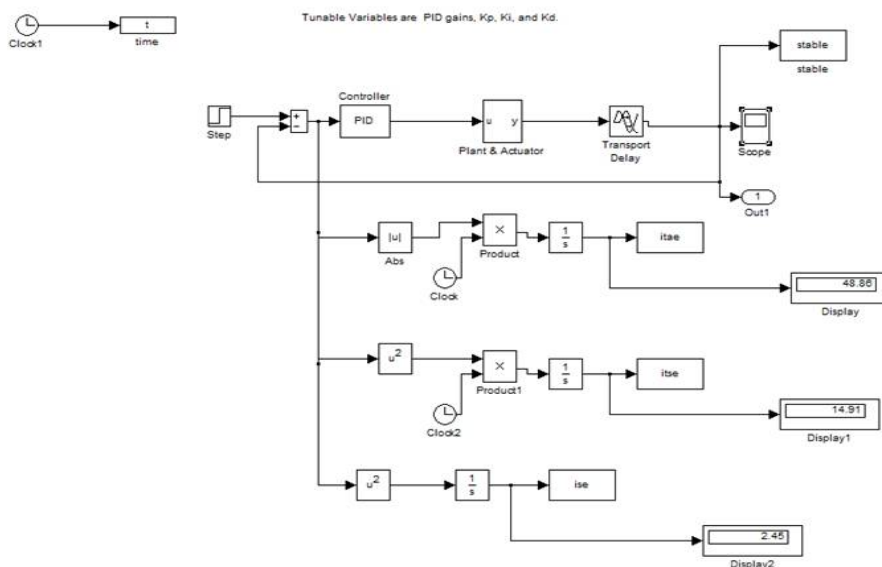 Tunable Variables are PID gains, Kp, Ki, and Kd.
t
Clock1
time
stable
stable
Controller
Step
+
−
PID
u y
Plant & Actuator
Transport
Delay
Scope
1
Out1
|u|
Abs
×
Product
1
s
itae
Clock
48.86
Display
u²
×
Product1
1
s
itse
Clock2
14.91
Display1
u²
1
s
ise
2.45
Display2